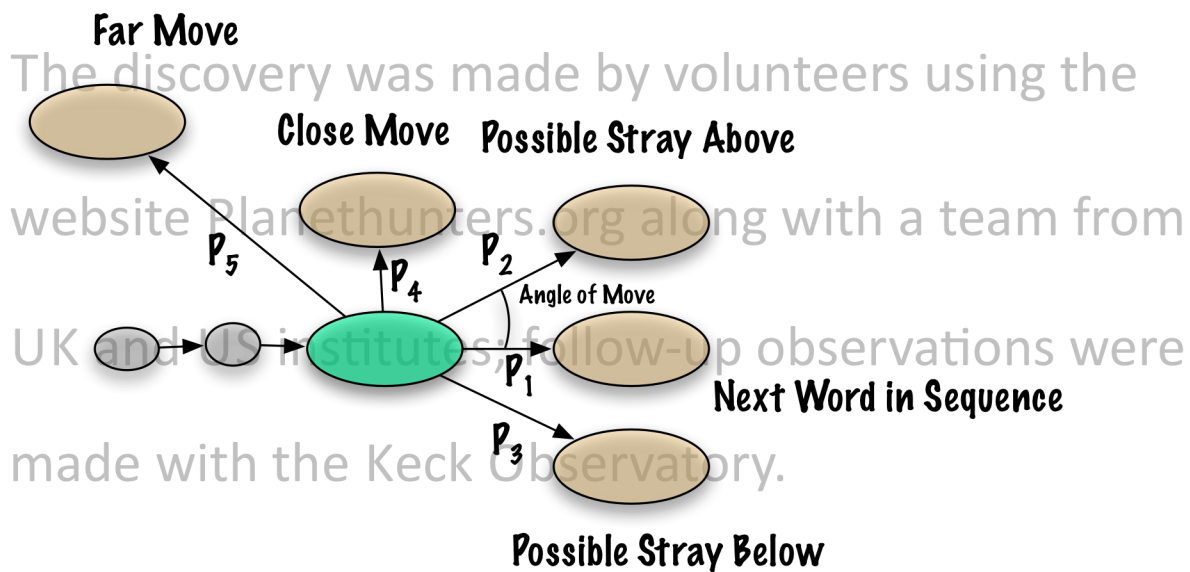 Far Move
The discovery was made by volunteers using the
Close Move
Possible Stray Above
website Planethunters.org along with a team from
P5
P4
P2
Angle of Move
UK and US institutes; follow-up observations were
P1
Next Word in Sequence
P3
made with the Keck Observatory.
Possible Stray Below